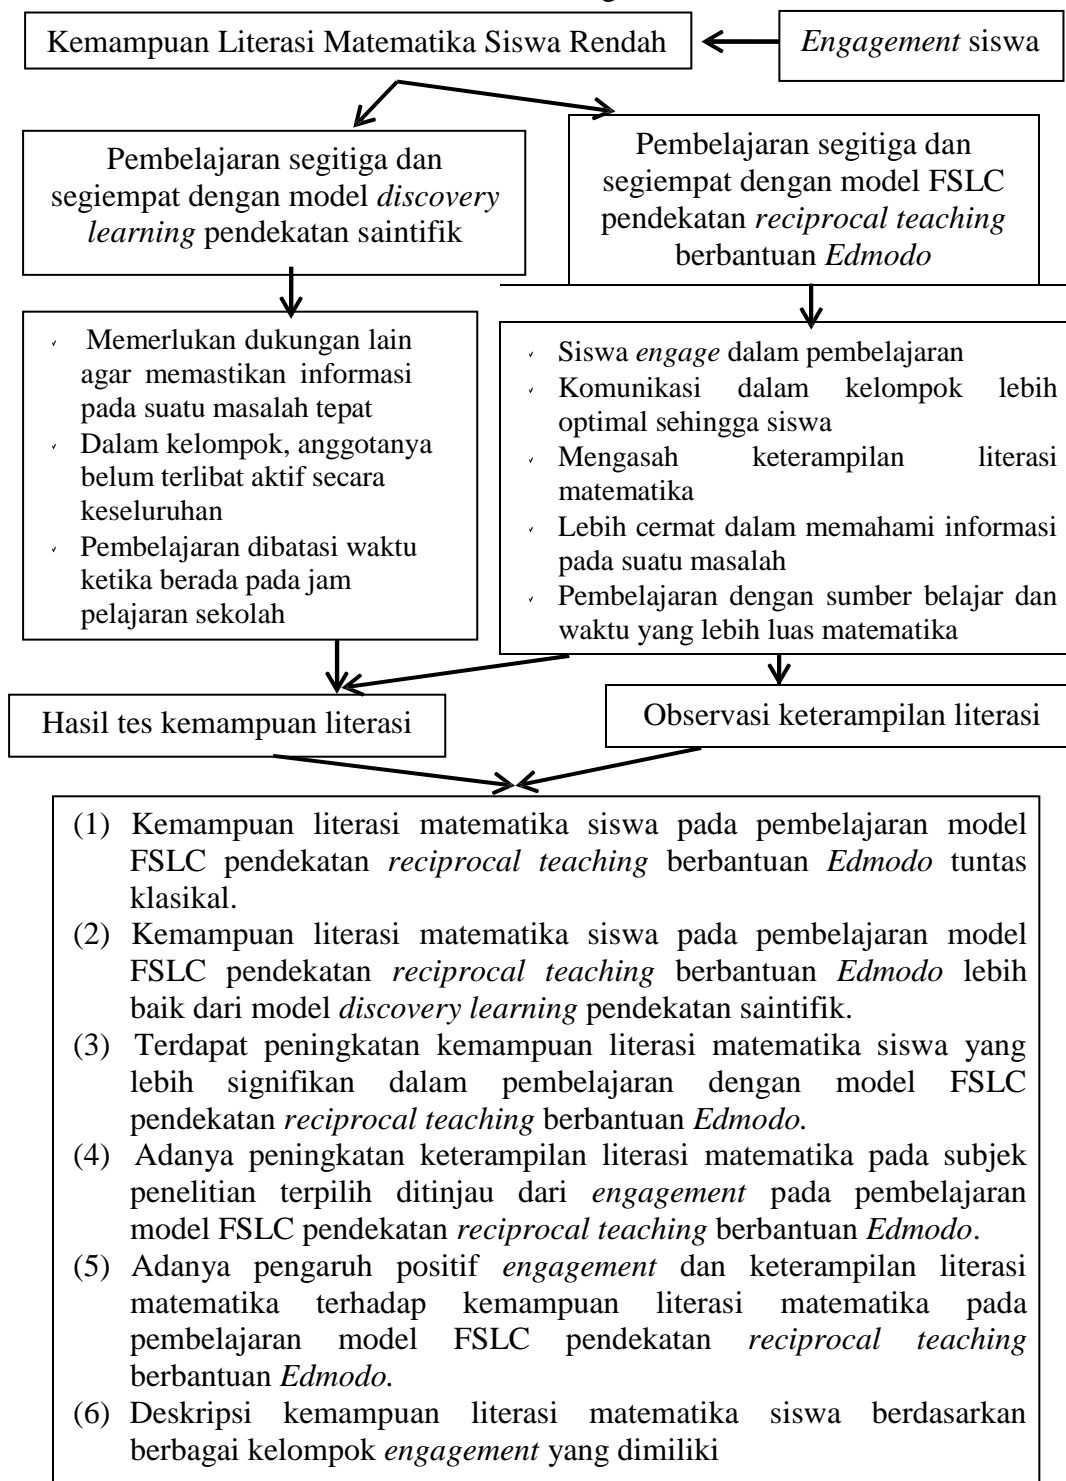 Kemampuan Literasi Matematika Siswa Rendah
Engagement siswa
Pembelajaran segitiga dan
segiempat dengan model discovery
learning pendekatan saintifik
Pembelajaran segitiga dan
segiempat dengan model FSLC
pendekatan reciprocal teaching
berbantuan Edmodo
Memerlukan dukungan lain
agar memastikan informasi
pada suatu masalah tepat
Dalam kelompok, anggotanya
belum terlibat aktif secara
keseluruhan
Pembelajaran dibatasi waktu
ketika berada pada jam
pelajaran sekolah
Siswa engage dalam pembelajaran
Komunikasi dalam kelompok lebih
optimal sehingga siswa
Mengasah keterampilan literasi
matematika
Lebih cermat dalam memahami informasi
pada suatu masalah
Pembelajaran dengan sumber belajar dan
waktu yang lebih luas matematika
Hasil tes kemampuan literasi
Observasi keterampilan literasi
(1) Kemampuan literasi matematika siswa pada pembelajaran model
FSLC pendekatan reciprocal teaching berbantuan Edmodo tuntas
klasikal.
(2) Kemampuan literasi matematika siswa pada pembelajaran model
FSLC pendekatan reciprocal teaching berbantuan Edmodo lebih
baik dari model discovery learning pendekatan saintifik.
(3) Terdapat peningkatan kemampuan literasi matematika siswa yang
lebih signifikan dalam pembelajaran dengan model FSLC
pendekatan reciprocal teaching berbantuan Edmodo.
(4) Adanya peningkatan keterampilan literasi matematika pada subjek
penelitian terpilih ditinjau dari engagement pada pembelajaran
model FSLC pendekatan reciprocal teaching berbantuan Edmodo.
(5) Adanya pengaruh positif engagement dan keterampilan literasi
matematika terhadap kemampuan literasi matematika pada
pembelajaran model FSLC pendekatan reciprocal teaching
berbantuan Edmodo.
(6) Deskripsi kemampuan literasi matematika siswa berdasarkan
berbagai kelompok engagement yang dimiliki